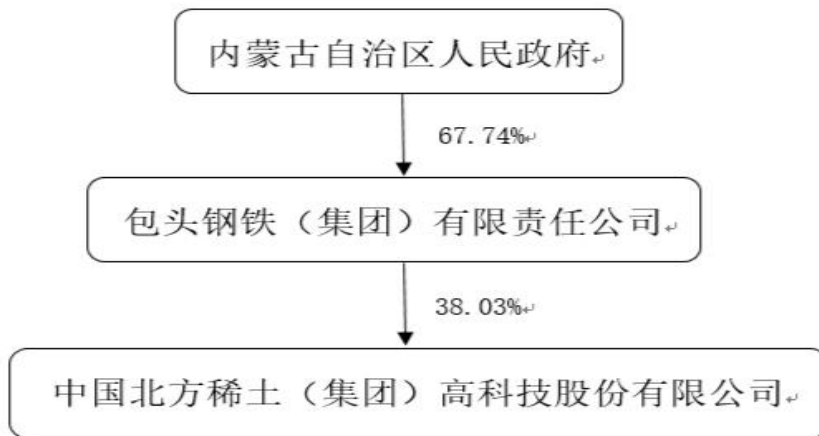 内蒙古自治区人民政府
67.74%
包头钢铁（集团）有限责任公司
38.03%
中国北方稀土（集团）高科技股份有限公司